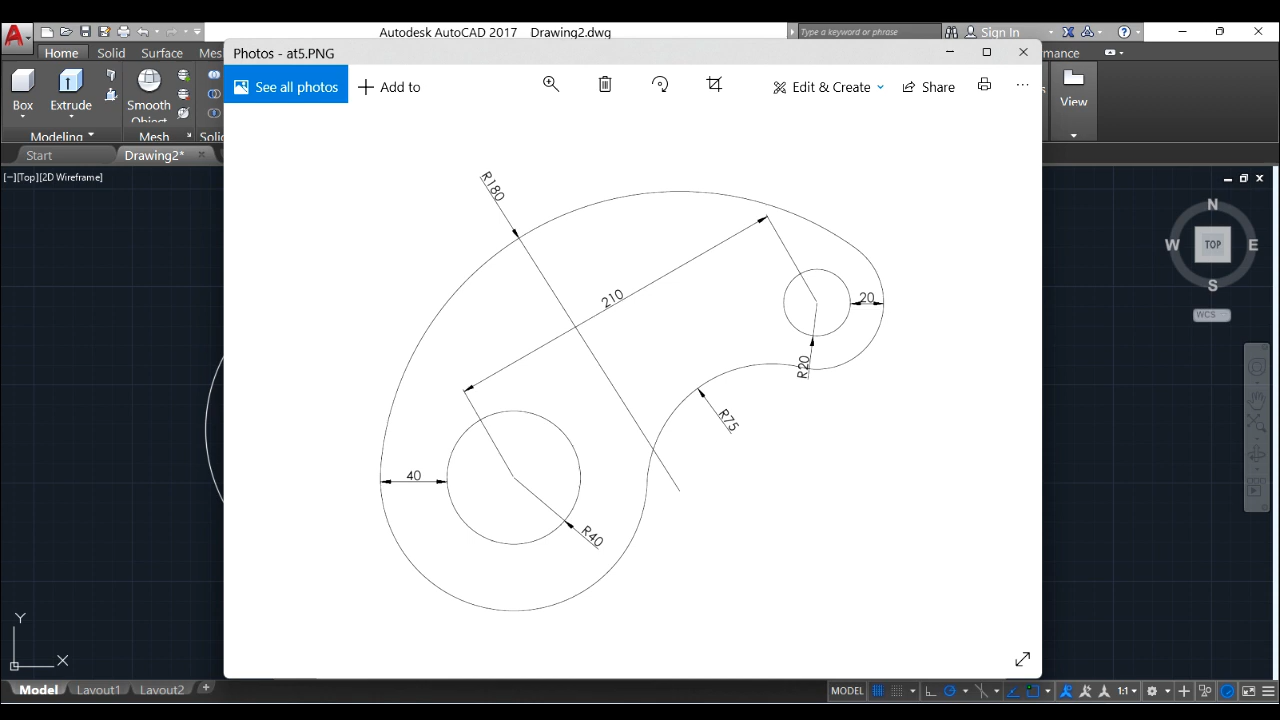 Autodesk AutoCAD 2017 Drawing2.dwg
Type a keyword or phrase
Sign In
Home Solid Surface
Photos - at5.PNG
See all photos
Add to
Edit & Create
Share
Box
Extrude
Smooth
Object
View
Modeling
Mesh
Start
Drawing2*
[−][Top][2D Wireframe]
N
W
TOP
E
S
WCS
R180
210
20
R20
R75
40
R40
Y
X
Model
Layout1
Layout2
MODEL
1:1